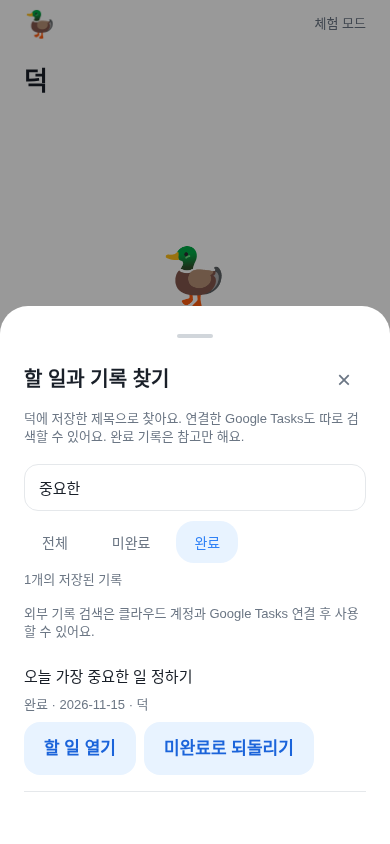 체험 모드
덕
할 일과 기록 찾기
×
덕에 저장한 제목으로 찾아요. 연결한 Google Tasks도 따로 검
색할 수 있어요. 완료 기록은 참고만 해요.
중요한
전체 미완료 완료
1개의 저장된 기록
외부 기록 검색은 클라우드 계정과 Google Tasks 연결 후 사용
할 수 있어요.
오늘 가장 중요한 일 정하기
완료 · 2026-11-15 · 덕
할 일 열기 미완료로 되돌리기